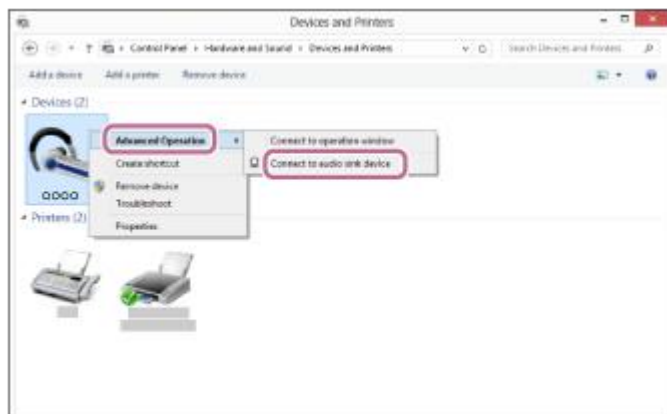 Devices and Printers
Control Panel › Hardware and Sound › Devices and Printers
Search Devices and Printers
Add a device Add a printer Remove device
Devices (2)
Advanced Operation
Connect to operation window
Create shortcut
Connect to audio sink device
Remove device
Troubleshoot
Properties
OOOO
Printers (2)